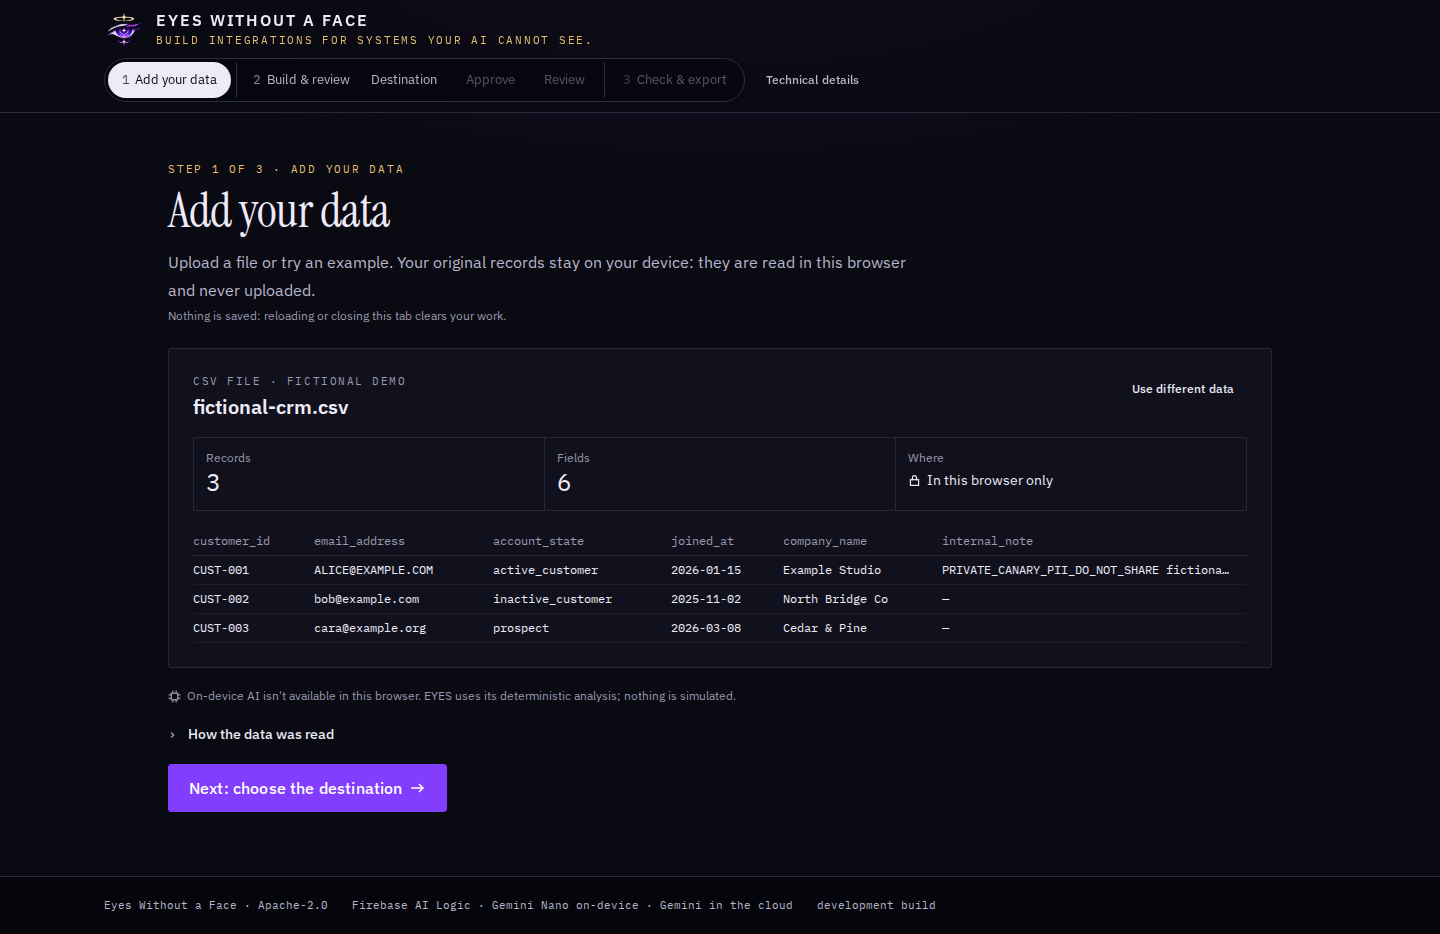 EYES WITHOUT A FACE
BUILD INTEGRATIONS FOR SYSTEMS YOUR AI CANNOT SEE.
1 Add your data 2 Build & review Destination Approve Review 3 Check & export Technical details
STEP 1 OF 3 · ADD YOUR DATA
Add your data
Upload a file or try an example. Your original records stay on your device: they are read in this browser
and never uploaded.
Nothing is saved: reloading or closing this tab clears your work.
CSV FILE · FICTIONAL DEMO
Use different data
fictional-crm.csv
Records Fields Where
3 6 In this browser only
customer_id email_address account_state joined_at company_name internal_note
CUST-001 ALICE@EXAMPLE.COM active_customer 2026-01-15 Example Studio PRIVATE_CANARY_PII_DO_NOT_SHARE fictiona…
CUST-002 bob@example.com inactive_customer 2025-11-02 North Bridge Co —
CUST-003 cara@example.org prospect 2026-03-08 Cedar & Pine —
On-device AI isn't available in this browser. EYES uses its deterministic analysis; nothing is simulated.
› How the data was read
Next: choose the destination →
Eyes Without a Face · Apache-2.0 Firebase AI Logic · Gemini Nano on-device · Gemini in the cloud development build